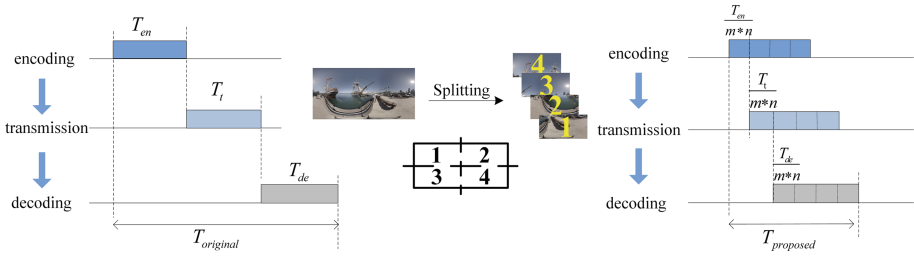 T_en
encoding
T_t
transmission
T_de
decoding
T_original
Splitting
4
3
2
1
1 2
3 4
T_en
m*n
encoding
T_t
m*n
transmission
T_de
m*n
decoding
T_proposed